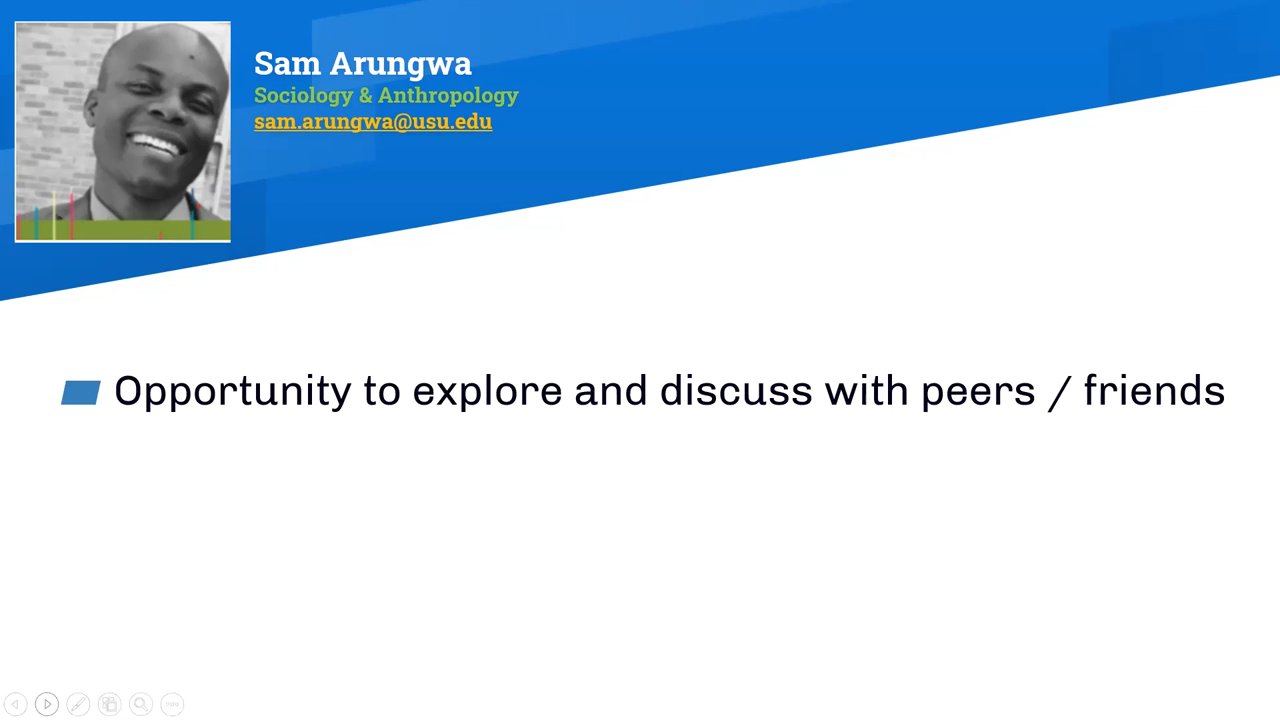 Sam Arungwa
Sociology & Anthropology
sam.arungwa@usu.edu
Opportunity to explore and discuss with peers / friends